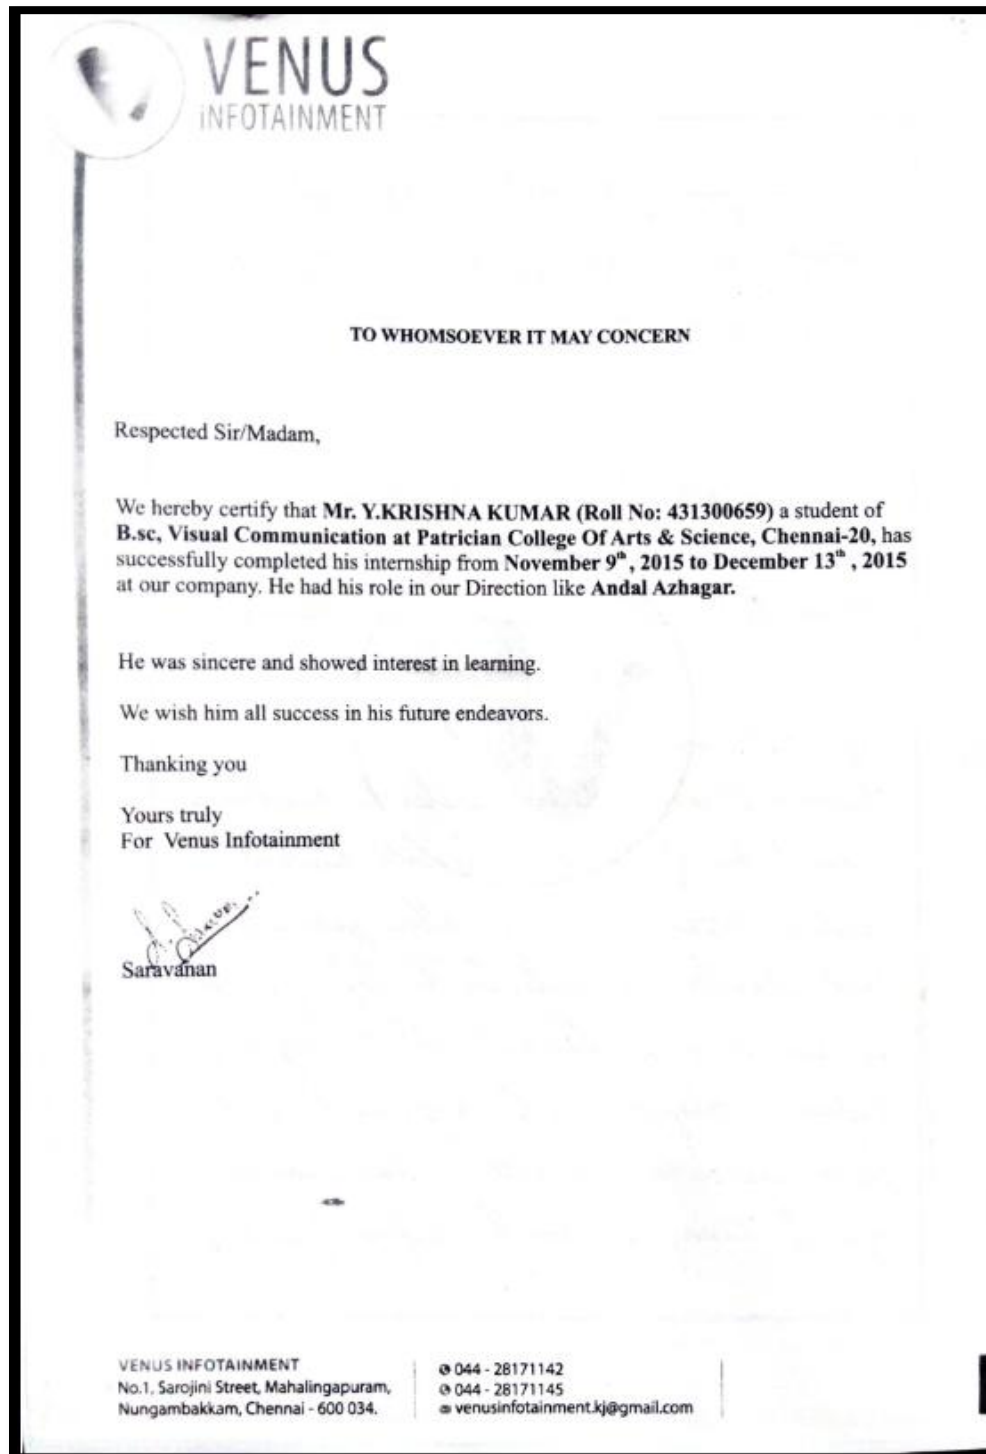 VENUS
iNFOTAINMENT
TO WHOMSOEVER IT MAY CONCERN
Respected Sir/Madam,
We hereby certify that Mr. Y.KRISHNA KUMAR (Roll No: 431300659) a student of
B.sc, Visual Communication at Patrician College Of Arts & Science, Chennai-20, has
successfully completed his internship from November 9th, 2015 to December 13th , 2015
at our company. He had his role in our Direction like Andal Azhagar.
He was sincere and showed interest in learning.
We wish him all success in his future endeavors.
Thanking you
Yours truly
For Venus Infotainment
Saravanan
VENUS INFOTAINMENT
No.1, Sarojini Street, Mahalingapuram,
Nungambakkam, Chennai - 600 034.
044 - 28171142
044 - 28171145
venusinfotainment.kj@gmail.com